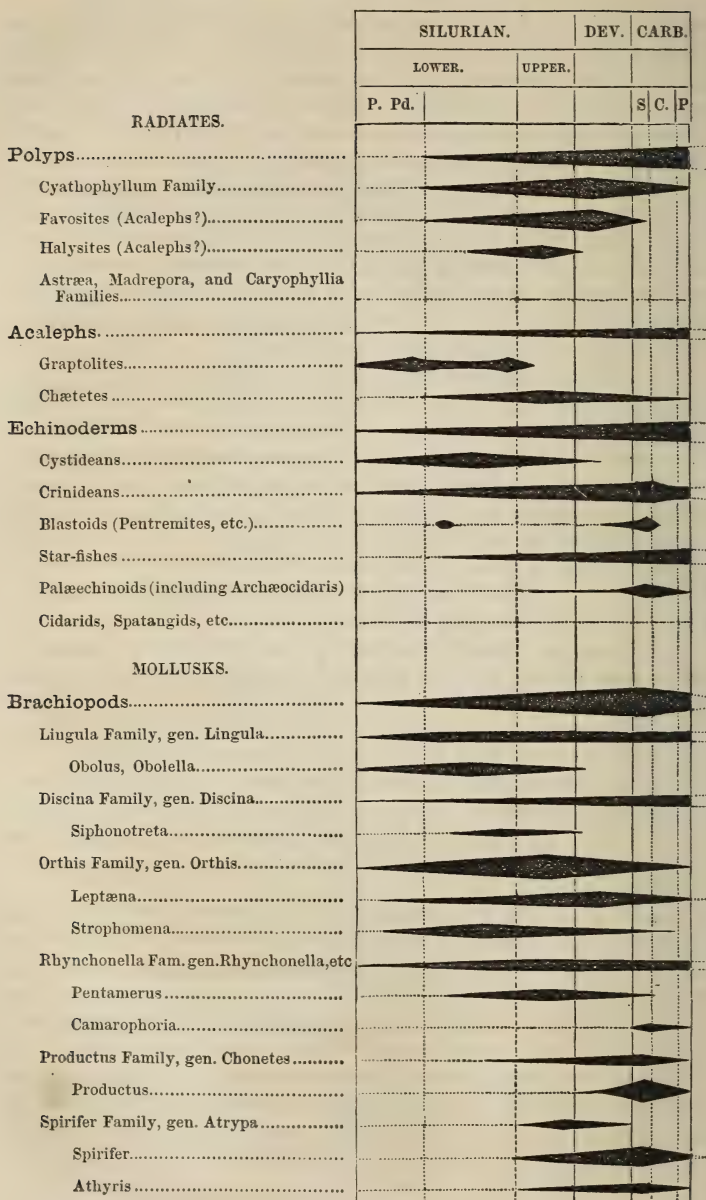 SILURIAN. DEV. CARB.
LOWER. UPPER.
P. Pd. S C. P
RADIATES.
Polyps
Cyathophyllum Family
Favosites (Acalephs?)
Halysites (Acalephs?)
Astræa, Madrepora, and Caryophyllia
Families
Acalephs
Graptolites
Chætetes
Echinoderms
Cystideans
Crinideans
Blastoids (Pentremites, etc.)
Star-fishes
Palæechinoids (including Archæocidaris)
Cidarids, Spatangids, etc
MOLLUSKS.
Brachiopods
Lingula Family, gen. Lingula
Obolus, Obolella
Discina Family, gen. Discina
Siphonotreta
Orthis Family, gen. Orthis
Leptæna
Strophomena
Rhynchonella Fam. gen. Rhynchonella, etc
Pentamerus
Camarophoria
Productus Family, gen. Chonetes
Productus
Spirifer Family, gen. Atrypa
Spirifer
Athyris